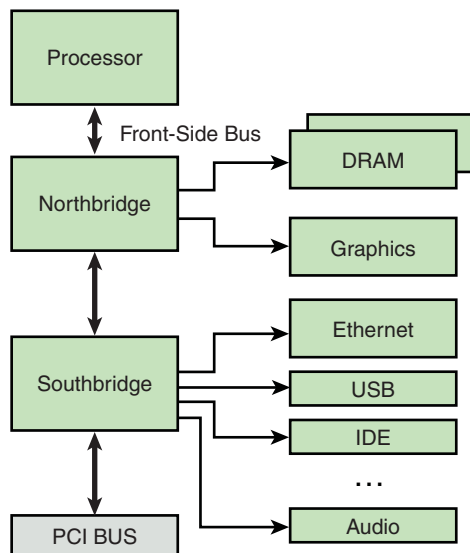 Processor
Front-Side Bus
DRAM
Northbridge
Graphics
Ethernet
Southbridge
USB
IDE
...
Audio
PCI BUS